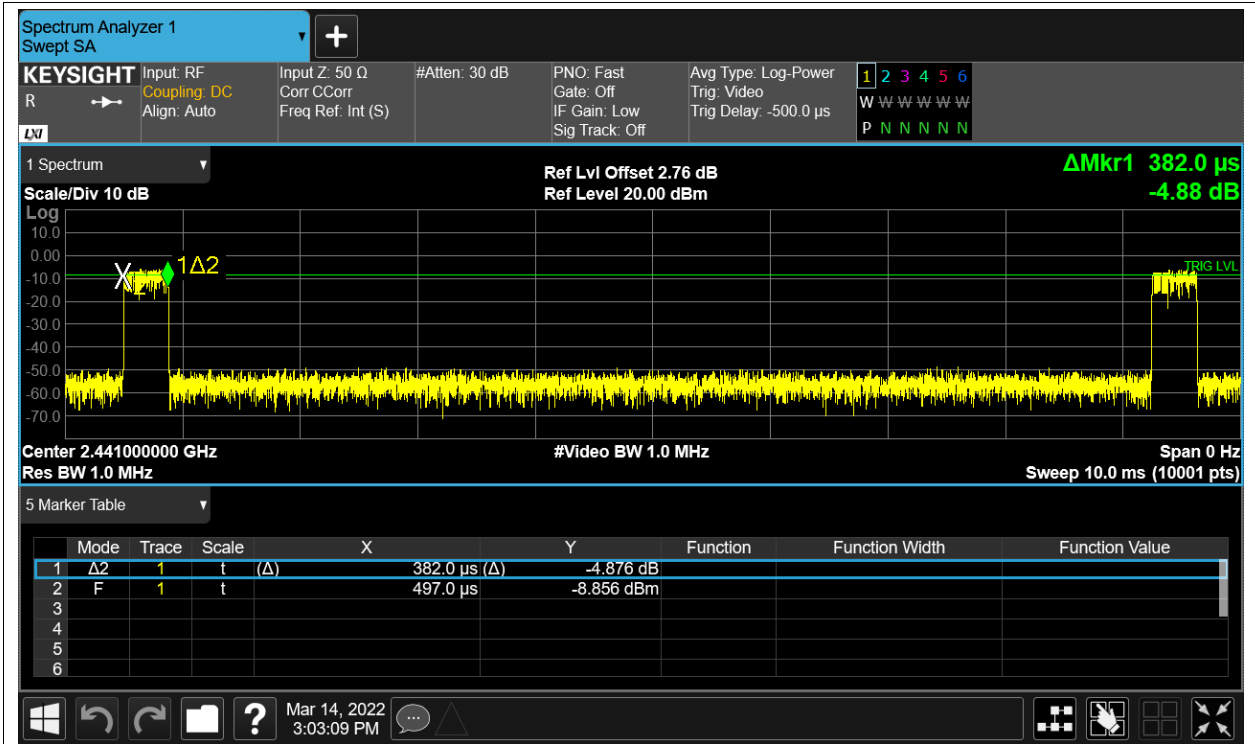 Spectrum Analyzer 1
Swept SA
+
KEYSIGHT
R
LXI
Input: RF
Coupling: DC
Align: Auto
Input Z: 50 Ω
Corr CCorr
Freq Ref: Int (S)
#Atten: 30 dB
PNO: Fast
Gate: Off
IF Gain: Low
Sig Track: Off
Avg Type: Log-Power
Trig: Video
Trig Delay: -500.0 µs
1 2 3 4 5 6
W W W W W W
P N N N N N
1 Spectrum
Scale/Div 10 dB
Ref Lvl Offset 2.76 dB
Ref Level 20.00 dBm
ΔMkr1 382.0 µs
-4.88 dB
Log
10.0
0.00
-10.0
-20.0
-30.0
-40.0
-50.0
-60.0
-70.0
X
2
1Δ2
TRIG LVL
Center 2.441000000 GHz
#Video BW 1.0 MHz
Span 0 Hz
Res BW 1.0 MHz
Sweep 10.0 ms (10001 pts)
5 Marker Table
Mode Trace Scale X Y Function Function Width Function Value
1 Δ2 1 t (Δ) 382.0 µs (Δ) -4.876 dB
2 F 1 t 497.0 µs -8.856 dBm
3
4
5
6
?
Mar 14, 2022
3:03:09 PM